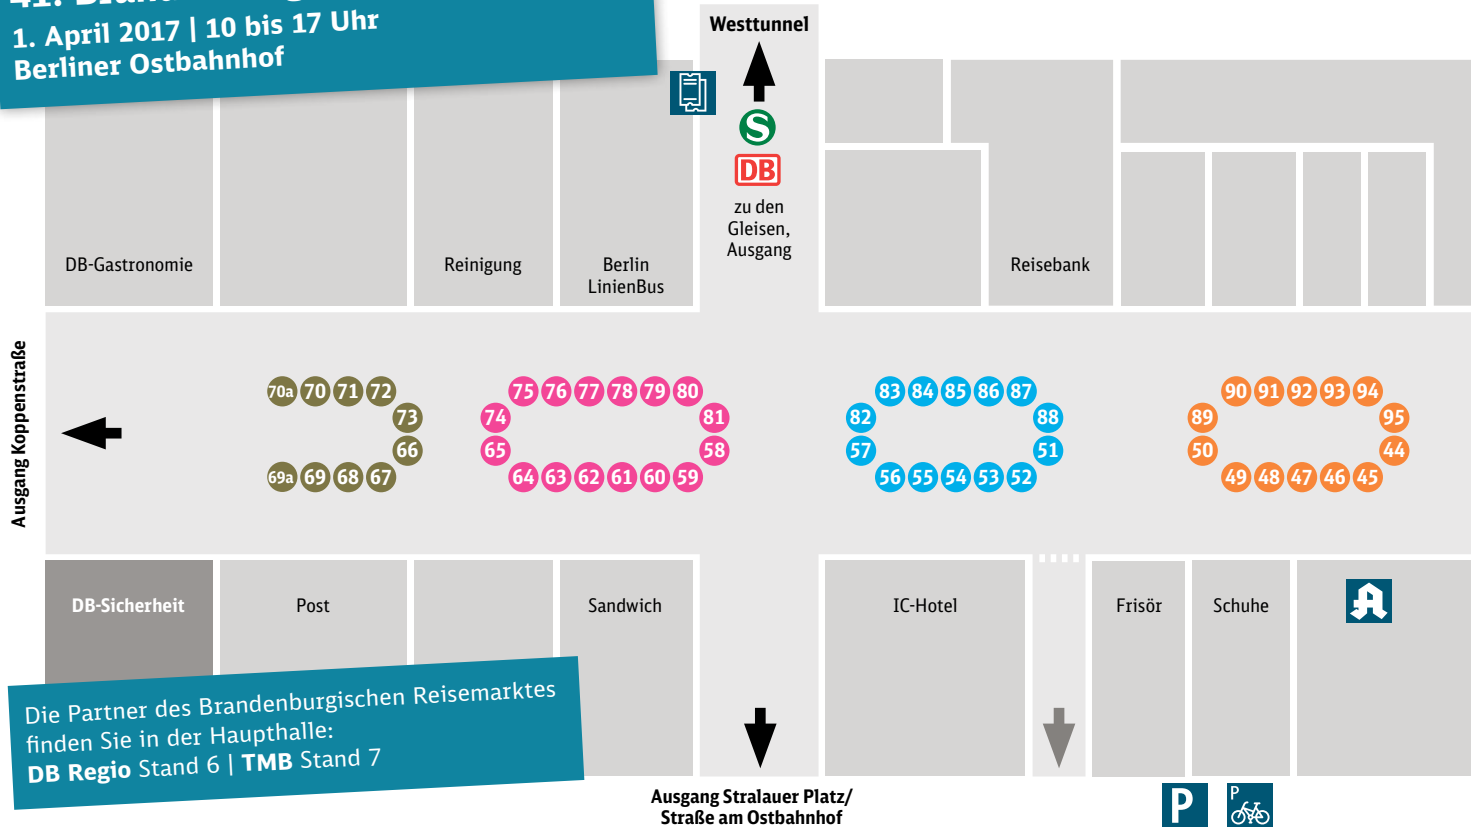 1. April 2017 | 10 bis 17 Uhr
Berliner Ostbahnhof
Westtunnel
S
DB
zu den
Gleisen,
Ausgang
DB-Gastronomie
Reinigung
Berlin
LinienBus
Reisebank
Ausgang Koppenstraße
70a 70 71 72
73
66
69a 69 68 67
75 76 77 78 79 80
74 81
65 58
64 63 62 61 60 59
83 84 85 86 87
82 88
57 51
56 55 54 53 52
90 91 92 93 94
89 95
50 44
49 48 47 46 45
DB-Sicherheit
Post
Sandwich
IC-Hotel
Frisör
Schuhe
A
Die Partner des Brandenburgischen Reisemarktes
finden Sie in der Haupthalle:
DB Regio Stand 6 | TMB Stand 7
Ausgang Stralauer Platz/
Straße am Ostbahnhof
P
P